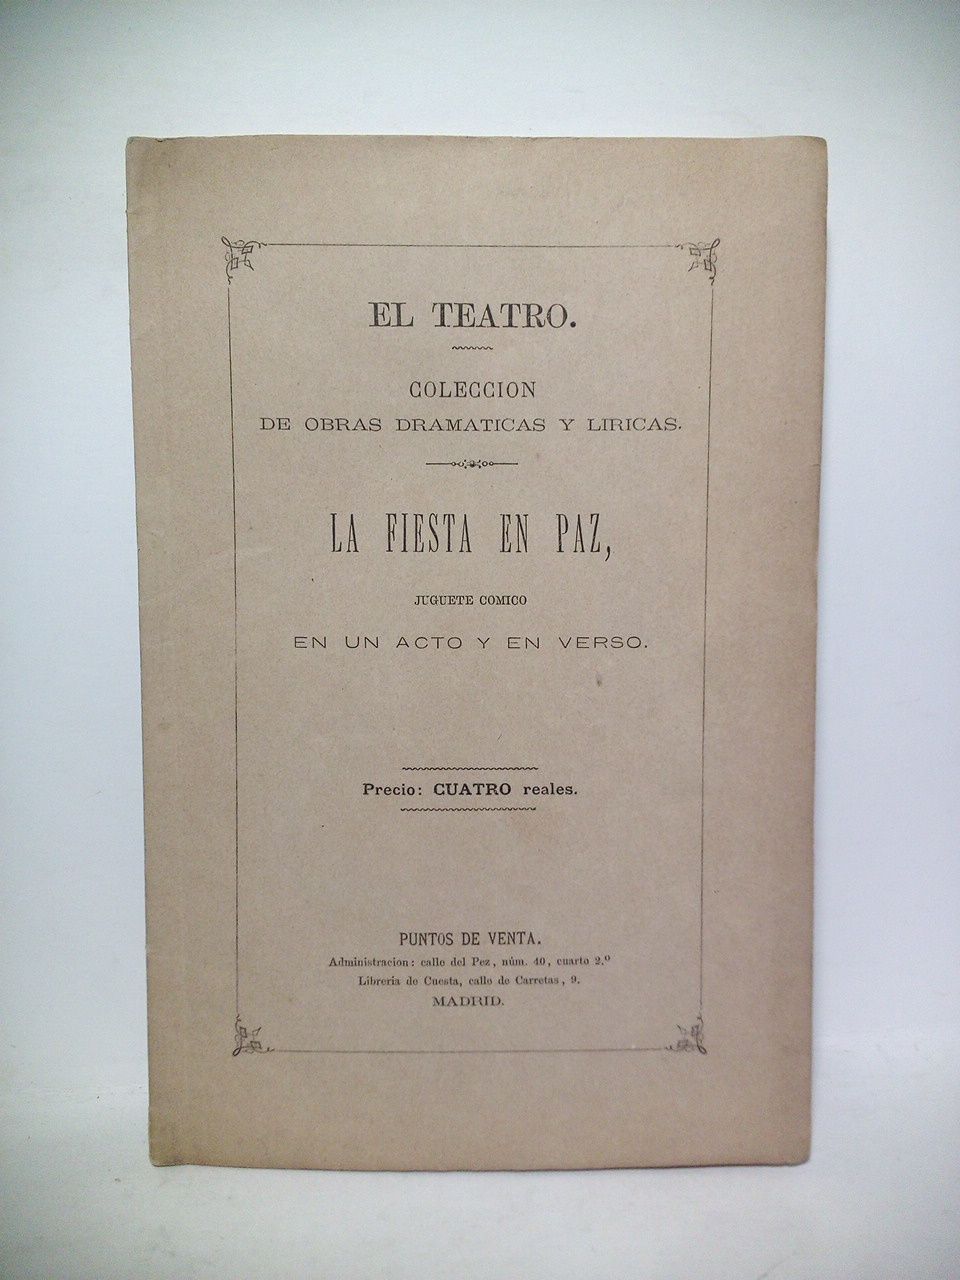 EL TEATRO.
COLECCION
DE OBRAS DRAMATICAS Y LIRICAS.
LA FIESTA EN PAZ,
JUGUETE COMICO
EN UN ACTO Y EN VERSO.
Precio: CUATRO reales.
PUNTOS DE VENTA.
Administracion: calle del Pez, núm. 40, cuarto 2.º
Libreria de Cuesta, calle de Carretas, 9.
MADRID.